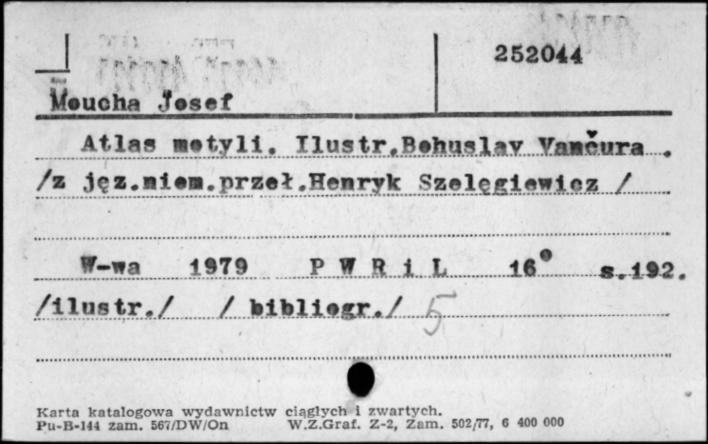 252044
Moucha Josef
Atlas motyli. Ilustr.Bohuslav Vančura .
/z jęz.niem.przeł.Henryk Szelęgiewicz /
W-wa 1979 P W R i L 16° s.192.
/ilustr./ / bibliogr./ 5
Karta katalogowa wydawnictw ciągłych i zwartych.
Pu-B-144 zam. 567/DW/On W.Z.Graf. Z-2, Zam. 502/77, 6 400 000